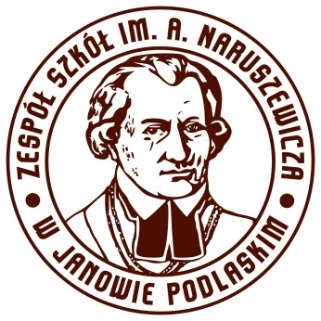 ZESPÓŁ SZKÓŁ IM. A. NARUSZEWICZA
W JANOWIE PODLASKIM